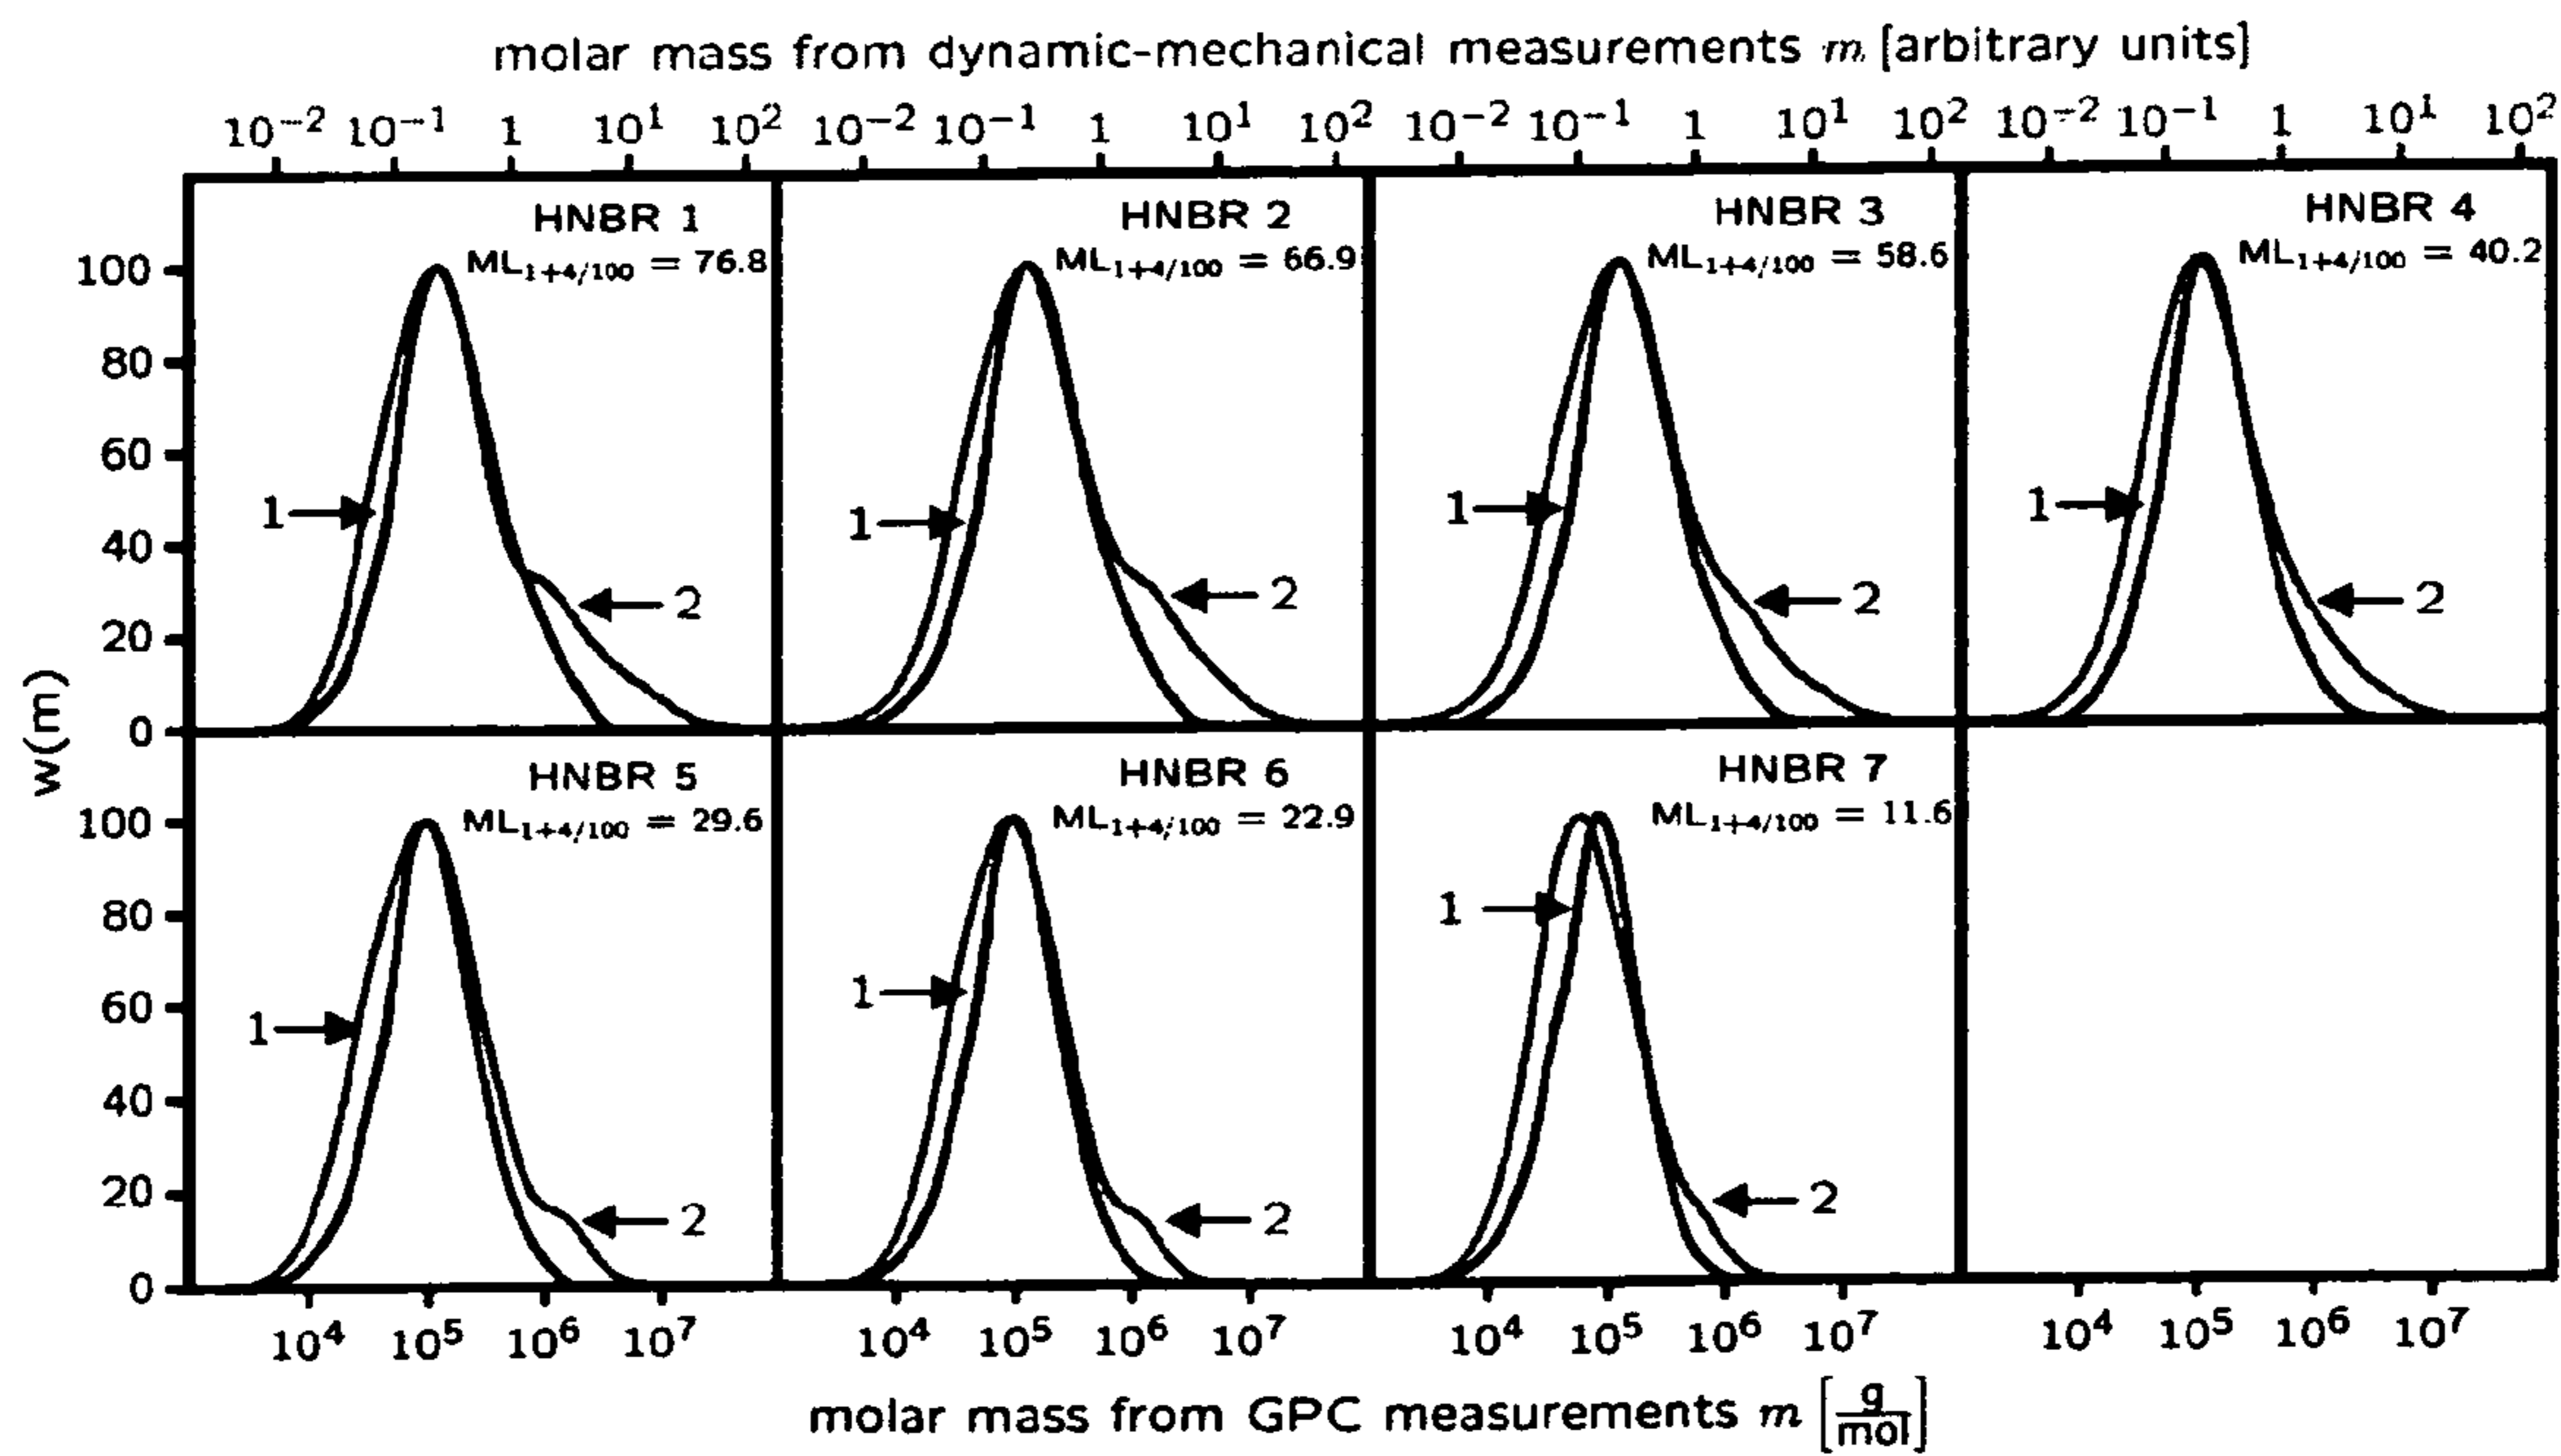 molar mass from dynamic-mechanical measurements m [arbitrary units]
10⁻² 10⁻¹ 1 10¹ 10² 10⁻² 10⁻¹ 1 10¹ 10² 10⁻² 10⁻¹ 1 10¹ 10² 10⁻² 10⁻¹ 1 10¹ 10²
HNBR 1
ML₁₊₄/₁₀₀ = 76.8
1
2
HNBR 2
ML₁₊₄/₁₀₀ = 66.9
1
2
HNBR 3
ML₁₊₄/₁₀₀ = 58.6
1
2
HNBR 4
ML₁₊₄/₁₀₀ = 40.2
1
2
100
80
60
40
20
0
w(m)
HNBR 5
ML₁₊₄/₁₀₀ = 29.6
1
2
HNBR 6
ML₁₊₄/₁₀₀ = 22.9
1
2
HNBR 7
ML₁₊₄/₁₀₀ = 11.6
1
2
100
80
60
40
20
0
10⁴ 10⁵ 10⁶ 10⁷ 10⁴ 10⁵ 10⁶ 10⁷ 10⁴ 10⁵ 10⁶ 10⁷ 10⁴ 10⁵ 10⁶ 10⁷
molar mass from GPC measurements m [g/mol]